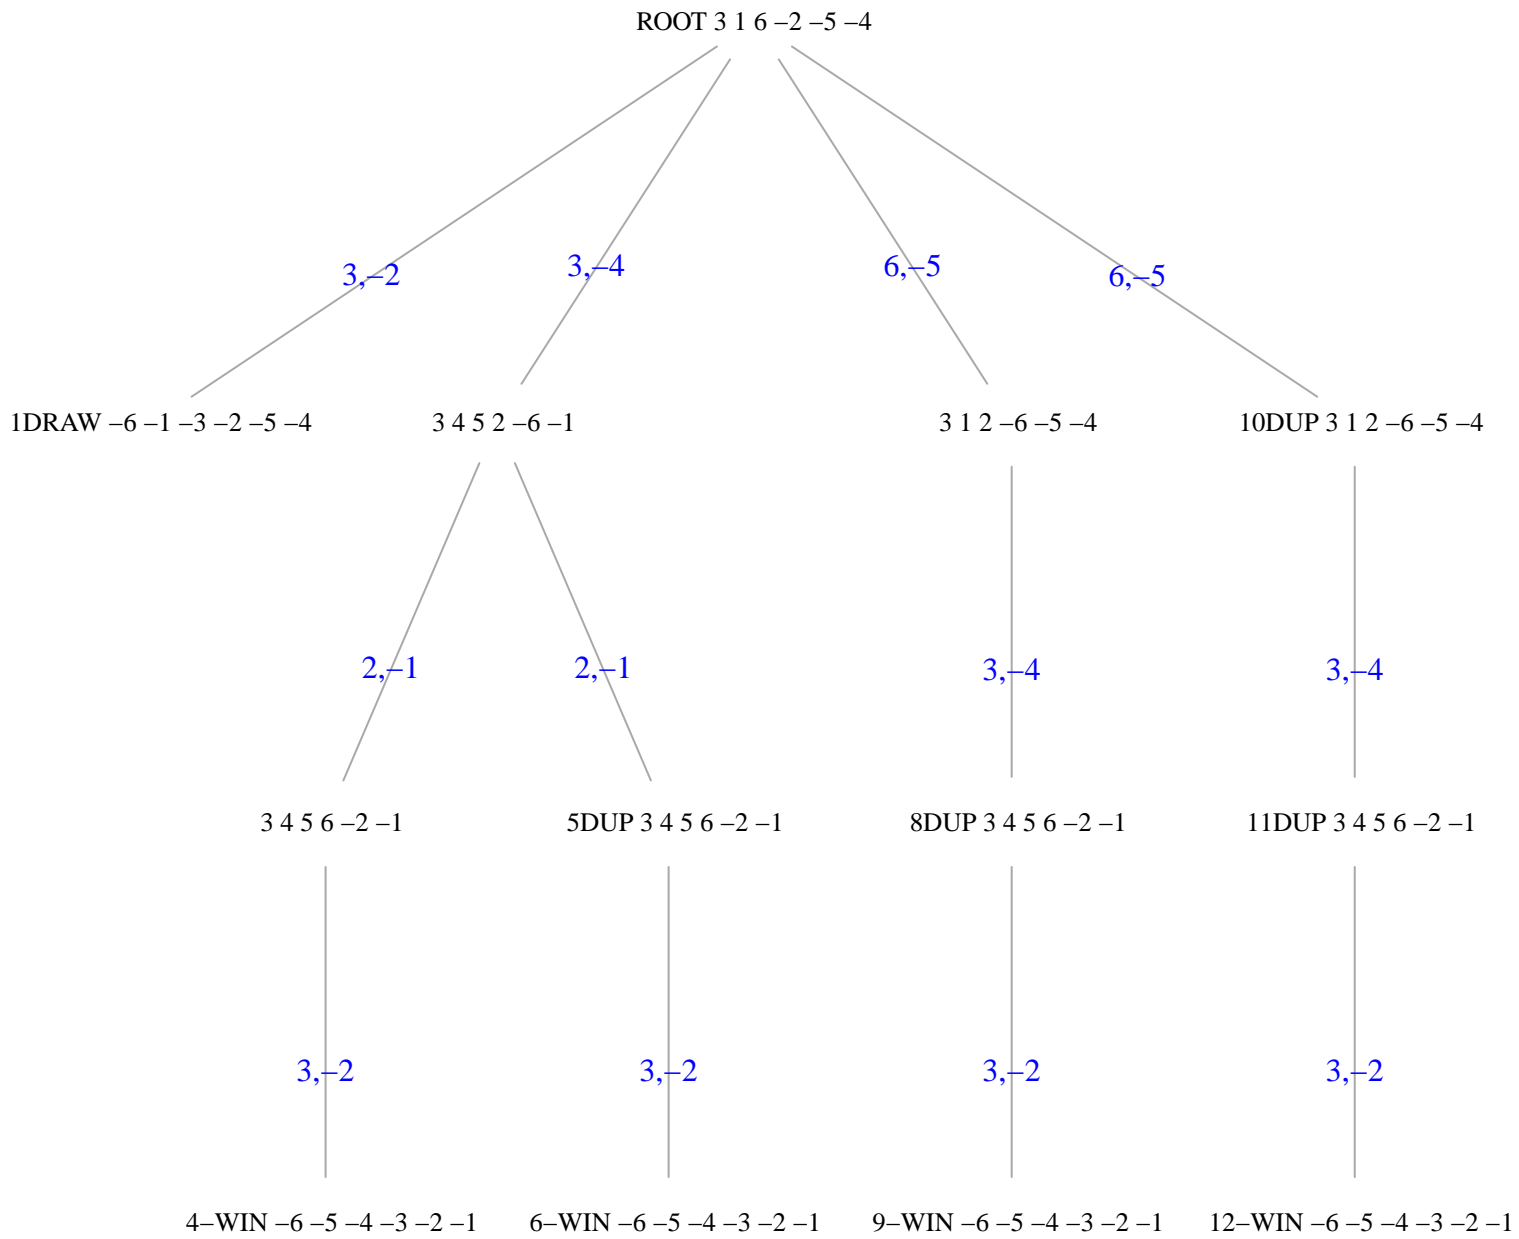 ROOT 3 1 6 –2 –5 –4
3,–2
3,–4
6,–5
6,–5
1DRAW –6 –1 –3 –2 –5 –4
3 4 5 2 –6 –1
3 1 2 –6 –5 –4
10DUP 3 1 2 –6 –5 –4
2,–1
2,–1
3,–4
3,–4
3 4 5 6 –2 –1
5DUP 3 4 5 6 –2 –1
8DUP 3 4 5 6 –2 –1
11DUP 3 4 5 6 –2 –1
3,–2
3,–2
3,–2
3,–2
4–WIN –6 –5 –4 –3 –2 –1
6–WIN –6 –5 –4 –3 –2 –1
9–WIN –6 –5 –4 –3 –2 –1
12–WIN –6 –5 –4 –3 –2 –1